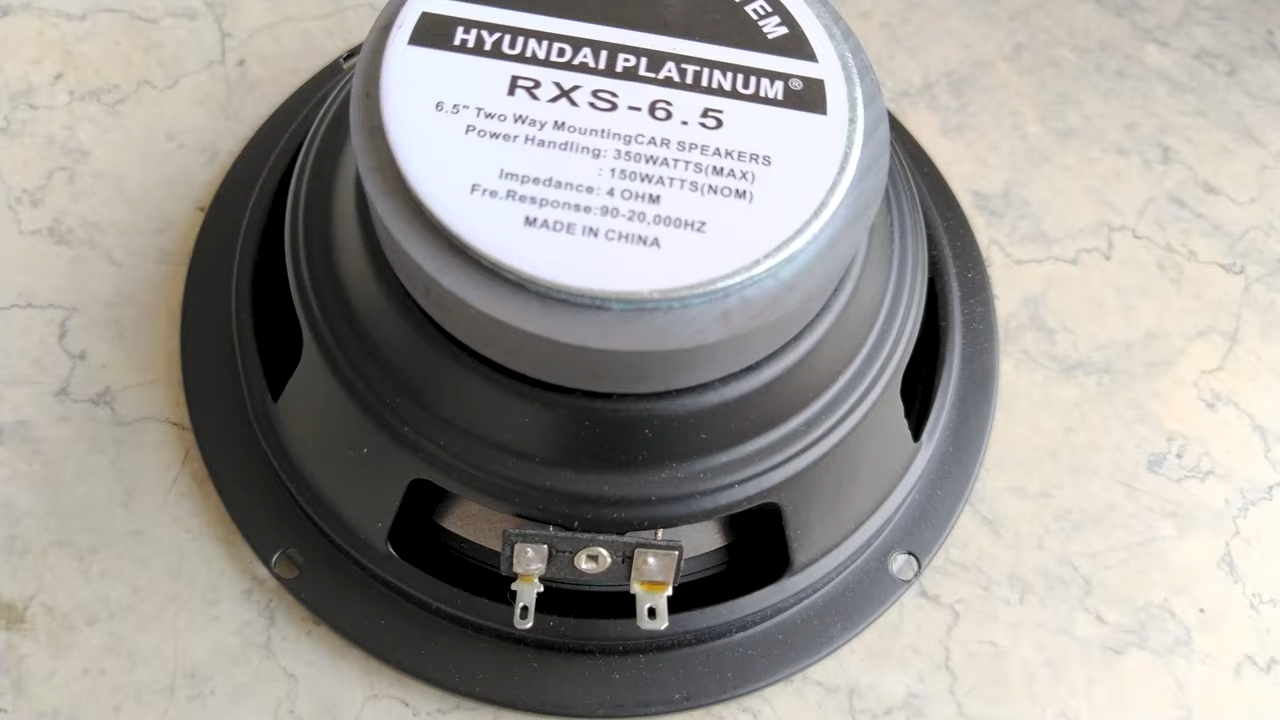 HYUNDAI PLATINUM®
RXS-6.5
6.5" Two Way MountingCAR SPEAKERS
Power Handling: 350WATTS(MAX)
: 150WATTS(NOM)
Impedance: 4 OHM
Fre.Response:90-20,000HZ
MADE IN CHINA